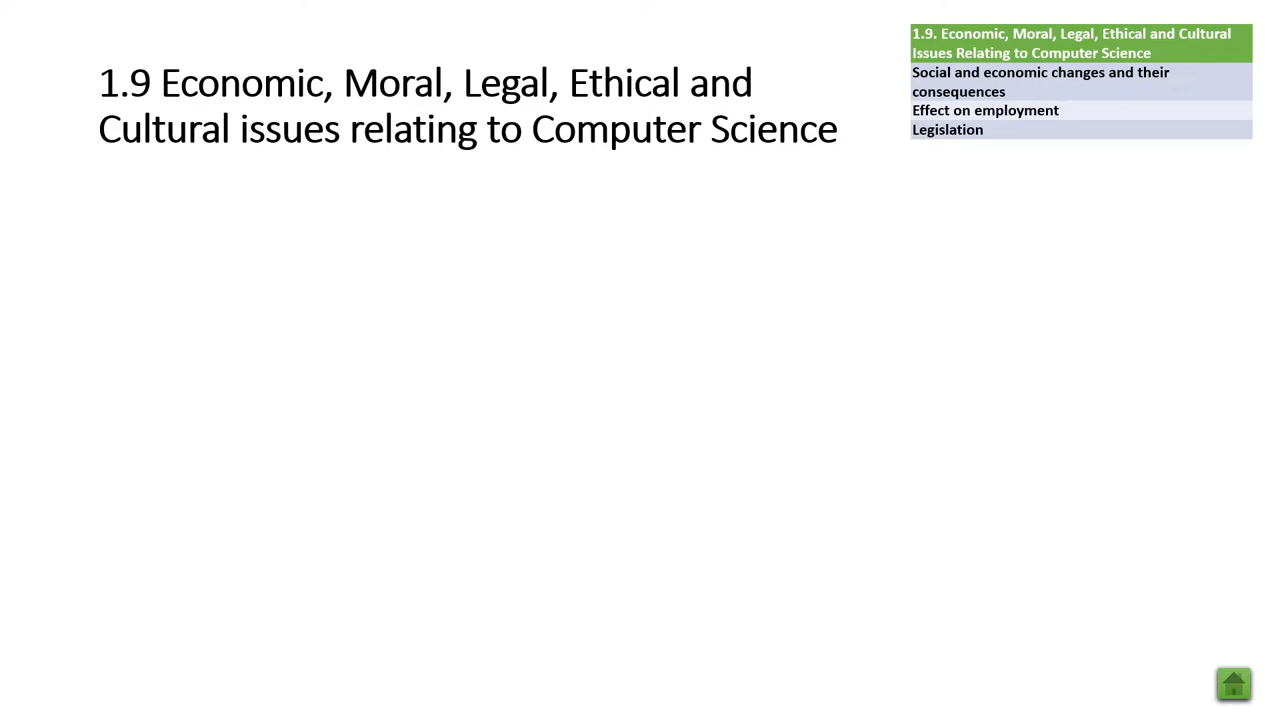 1.9 Economic, Moral, Legal, Ethical and
Cultural issues relating to Computer Science
1.9. Economic, Moral, Legal, Ethical and Cultural
Issues Relating to Computer Science
Social and economic changes and their
consequences
Effect on employment
Legislation